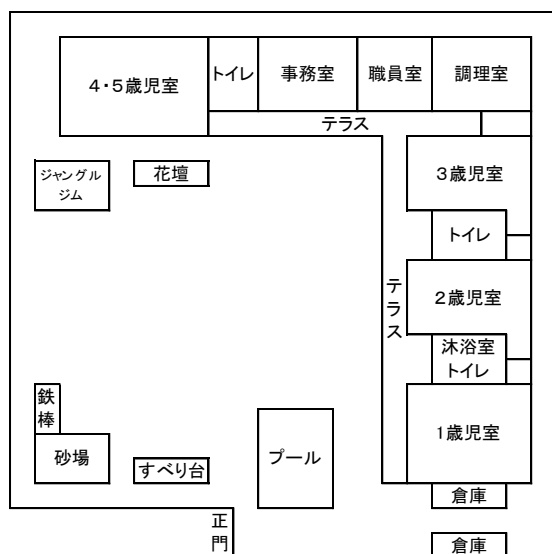 4・5歳児室
トイレ
事務室
職員室
調理室
テラス
ジャングル
ジム
花壇
3歳児室
トイレ
テラス
2歳児室
沐浴室
トイレ
1歳児室
鉄棒
砂場
すべり台
プール
倉庫
正門
倉庫